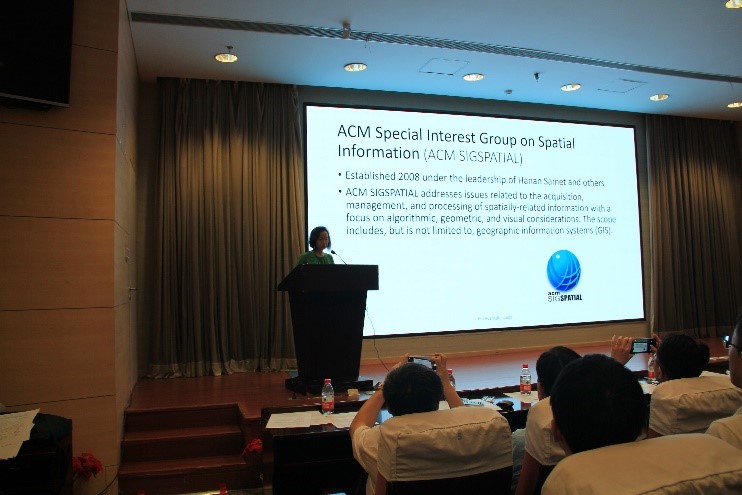 ACM Special Interest Group on Spatial
Information (ACM SIGSPATIAL)
• Established 2008 under the leadership of Hanan Samet and others
• ACM SIGSPATIAL addresses issues related to the acquisition,
management, and processing of spatially-related information with a
focus on algorithmic, geometric, and visual considerations. The scope
includes, but is not limited to, geographic information systems (GIS).
acm
SIGSPATIAL